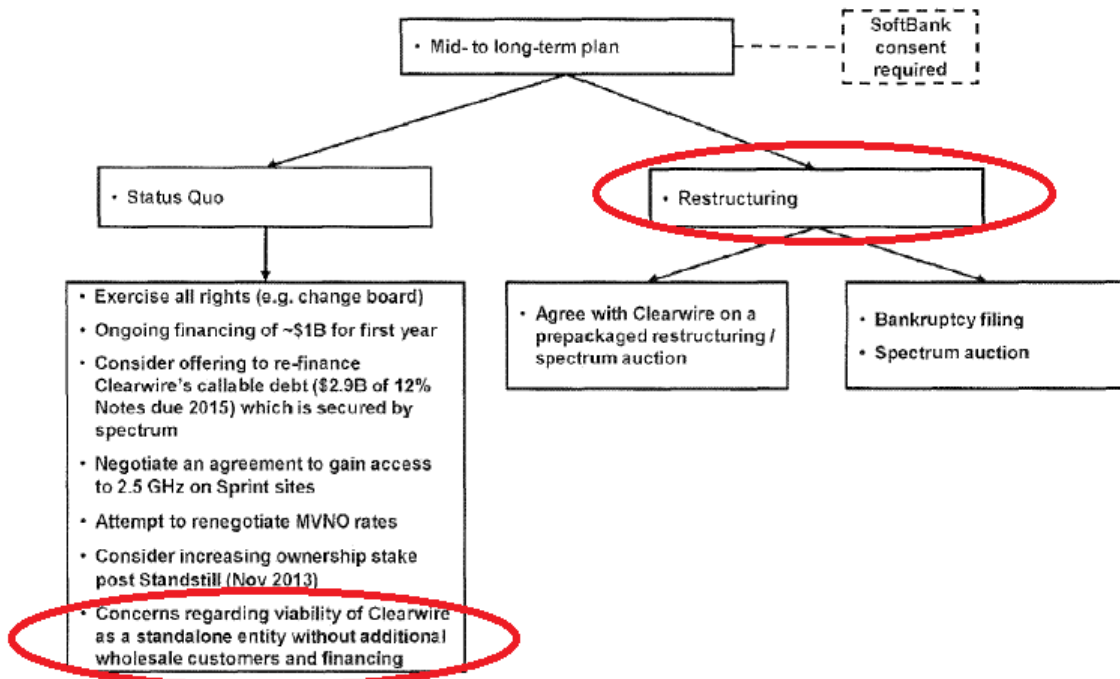 • Mid- to long-term plan
SoftBank
consent
required
• Status Quo
• Restructuring
• Exercise all rights (e.g. change board)
• Ongoing financing of ~$1B for first year
• Consider offering to re-finance
Clearwire's callable debt ($2.9B of 12%
Notes due 2015) which is secured by
spectrum
• Negotiate an agreement to gain access
to 2.5 GHz on Sprint sites
• Attempt to renegotiate MVNO rates
• Consider increasing ownership stake
post Standstill (Nov 2013)
• Concerns regarding viability of Clearwire
as a standalone entity without additional
wholesale customers and financing
• Agree with Clearwire on a
prepackaged restructuring /
spectrum auction
• Bankruptcy filing
• Spectrum auction